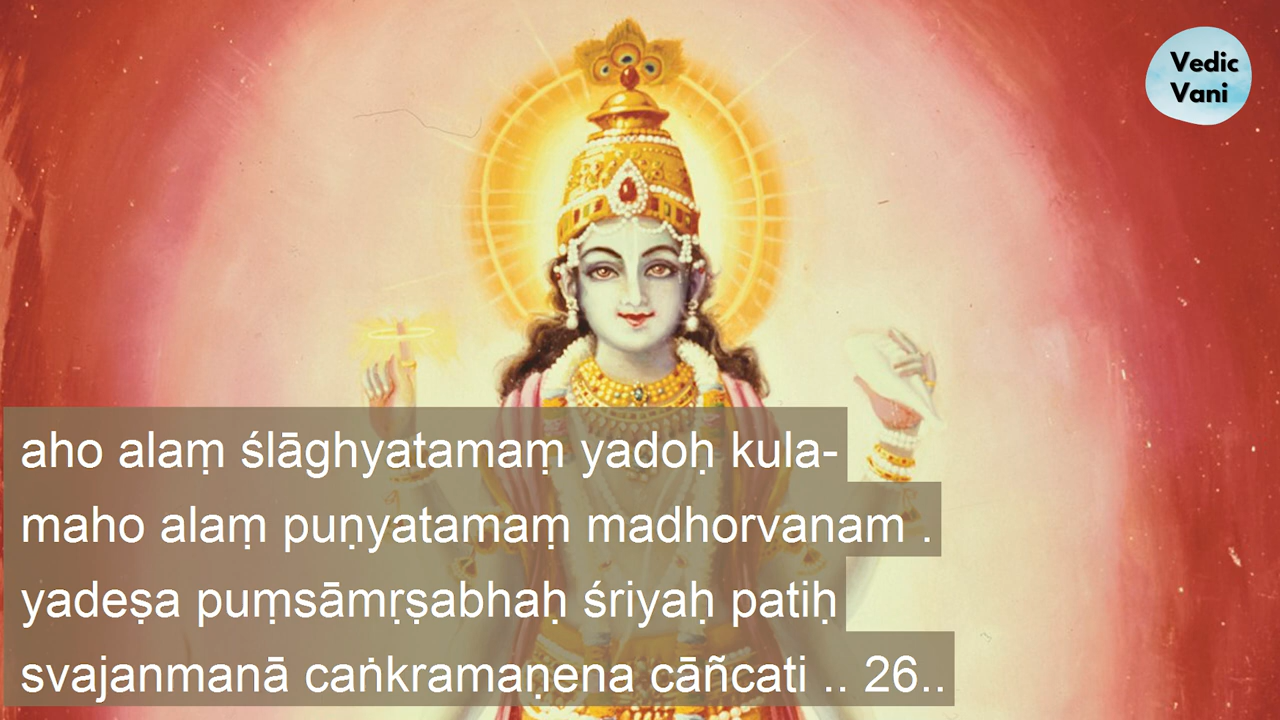 Vedic
Vani
aho alaṃ ślāghyatamaṃ yadoḥ kula-
maho alaṃ puṇyatamaṃ madhorvanam .
yadeṣa puṃsāmṛṣabhaḥ śriyaḥ patiḥ
svajanmanā caṅkramaṇena cāñcati .. 26..